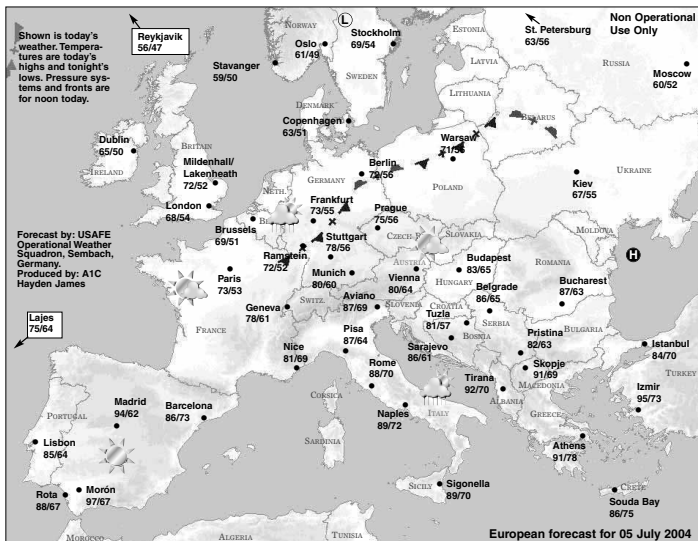 Shown is today's
weather. Tempera-
tures are today's
highs and tonight's
lows. Pressure sys-
tems and fronts are
for noon today.
Reykjavik
56/47
NORWAY
L
Stockholm
69/54
Oslo
61/49
Stavanger
59/50
SWEDEN
ESTONIA
St. Petersburg
63/56
Non Operational
Use Only
LATVIA
RUSSIA
Moscow
60/52
LITHUANIA
DENMARK
Copenhagen
63/51
BELARUS
Dublin
65/50
IRELAND
BRITAIN
Mildenhall/
Lakenheath
72/52
London
68/54
NETH.
GERMANY
Berlin
Warsaw
POLAND
UKRAINE
Kiev
67/55
Frankfurt
73/55
Prague
75/56
Brussels
69/51
Forecast by: USAFE
Operational Weather
Squadron, Sembach,
Germany.
Produced by: A1C
Hayden James
Ramstein
72/52
Stuttgart
78/56
SLOVAKIA
MOLDOVA
H
Paris
73/53
Munich
80/60
AUSTRIA
Vienna
80/64
Budapest
83/65
HUNGARY
ROMANIA
Lajes
75/64
Geneva
78/61
SWITZ.
Aviano
87/69
SLOVENIA
CROATIA
Belgrade
86/65
Bucharest
87/63
FRANCE
Tuzla
81/57
SERBIA
BOSNIA
Pisa
87/64
Nice
81/69
Sarajevo
86/61
Pristina
82/63
BULGARIA
Istanbul
84/70
Rome
88/70
Skopje
91/69
MACEDONIA
Tirana
92/70
ALBANIA
TURKEY
Madrid
94/62
Barcelona
86/73
CORSICA
Naples
89/72
ITALY
Izmir
95/73
PORTUGAL
GREECE
Lisbon
85/64
SARDINIA
Athens
91/78
Rota
88/67
Morón
97/67
SICILY
Sigonella
89/70
CRETE
Souda Bay
86/75
MOROCCO
ALGERIA
TUNISIA
European forecast for 05 July 2004